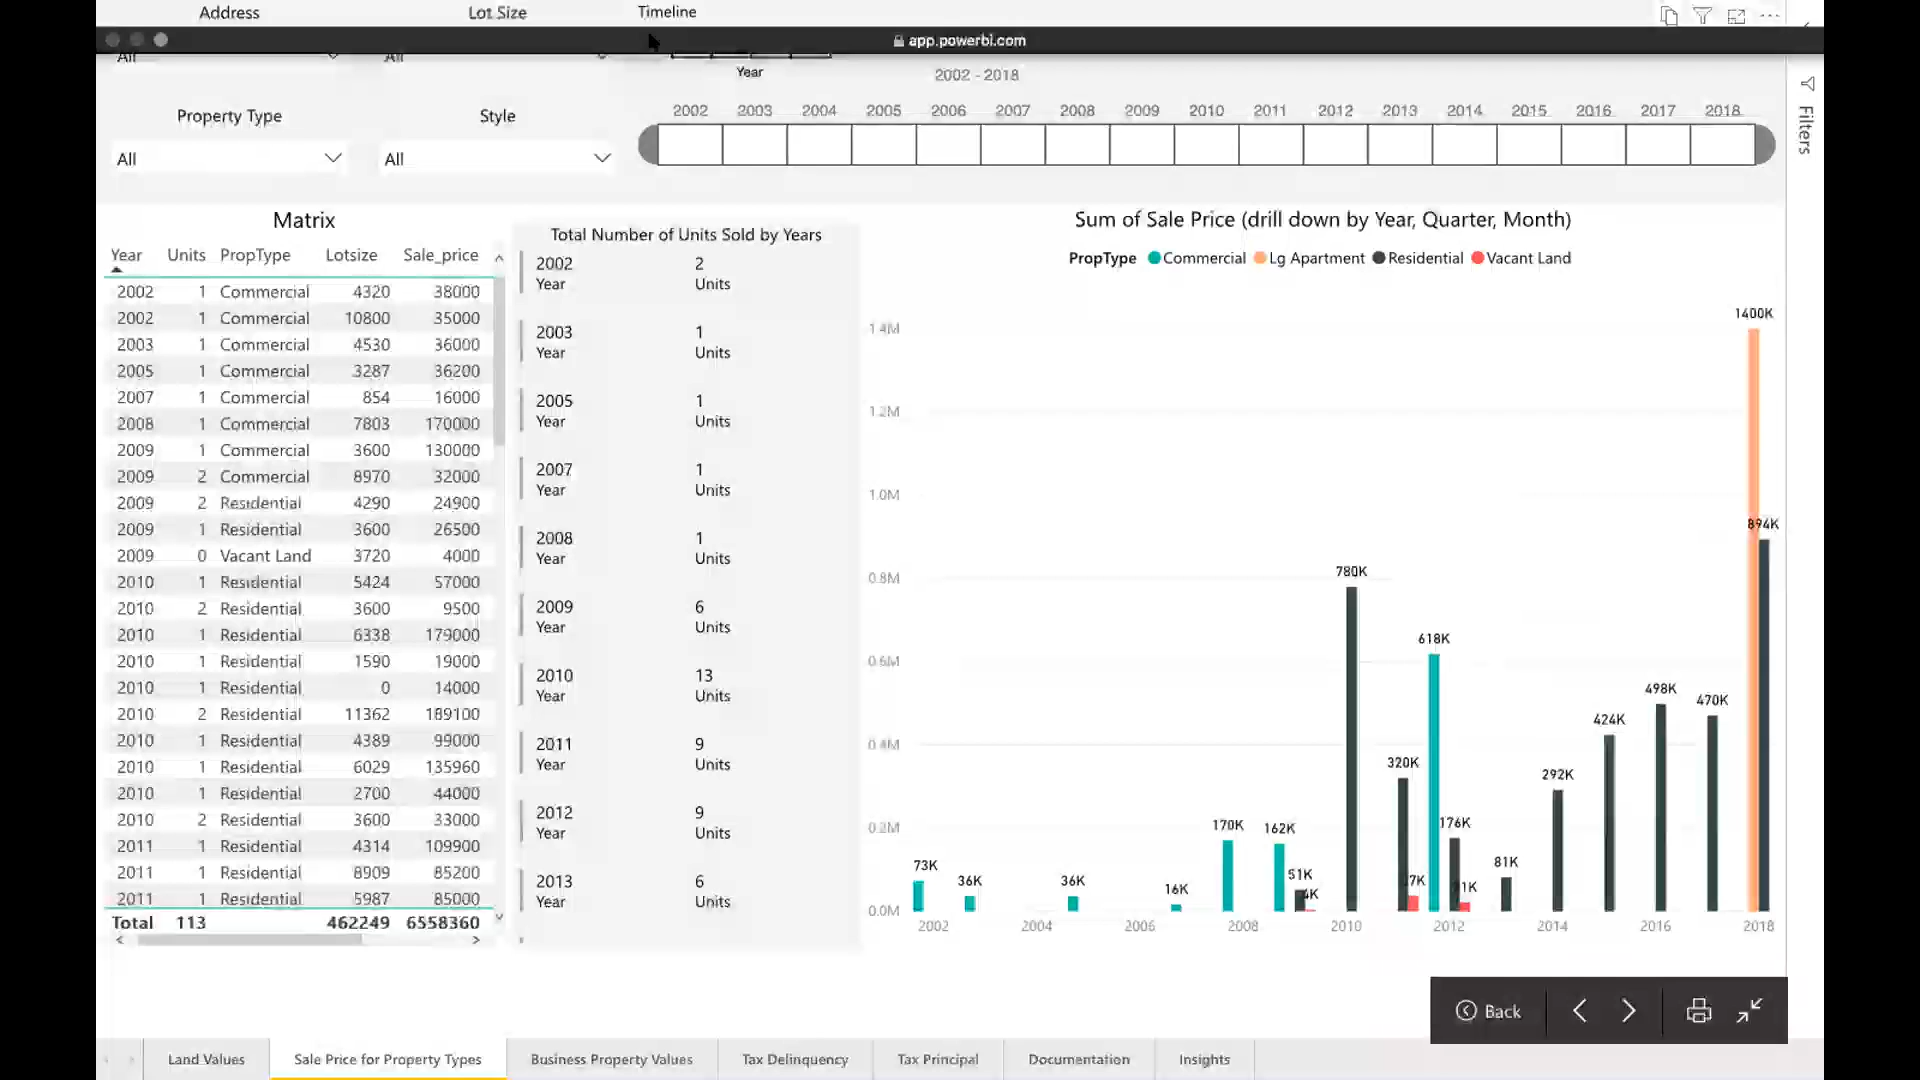 Address Lot Size Timeline
app.powerbi.com
All All
Year
2002 - 2018
Property Type Style
All All
2002 2003 2004 2005 2006 2007 2008 2009 2010 2011 2012 2013 2014 2015 2016 2017 2018
Filters
Matrix
Year Units PropType Lotsize Sale_price
2002 1 Commercial 4320 38000
2002 1 Commercial 10800 35000
2003 1 Commercial 4530 36000
2005 1 Commercial 3287 36200
2007 1 Commercial 854 16000
2008 1 Commercial 7803 170000
2009 1 Commercial 3600 130000
2009 2 Commercial 8970 32000
2009 2 Residential 4290 24900
2009 1 Residential 3600 26500
2009 0 Vacant Land 3720 4000
2010 1 Residential 5424 57000
2010 2 Residential 3600 9500
2010 1 Residential 6338 179000
2010 1 Residential 1590 19000
2010 1 Residential 0 14000
2010 2 Residential 11362 189100
2010 1 Residential 4389 99000
2010 1 Residential 6029 135960
2010 1 Residential 2700 44000
2010 2 Residential 3600 33000
2011 1 Residential 4314 109900
2011 1 Residential 8909 85200
2011 1 Residential 5987 85000
Total 113 462249 6558360
Total Number of Units Sold by Years
2002 2
Year Units
2003 1
Year Units
2005 1
Year Units
2007 1
Year Units
2008 1
Year Units
2009 6
Year Units
2010 13
Year Units
2011 9
Year Units
2012 9
Year Units
2013 6
Year Units
Sum of Sale Price (drill down by Year, Quarter, Month)
PropType Commercial Lg Apartment Residential Vacant Land
1400K
1.4M
1.2M
1.0M
894K
0.8M
780K
0.6M
618K
498K
470K
424K
0.4M
320K
292K
0.2M
170K 162K
176K
73K 36K 36K 16K 51K 4K 81K
0.0M
2002 2004 2006 2008 2010 2012 2014 2016 2018
Back
Land Values Sale Price for Property Types Business Property Values Tax Delinquency Tax Principal Documentation Insights